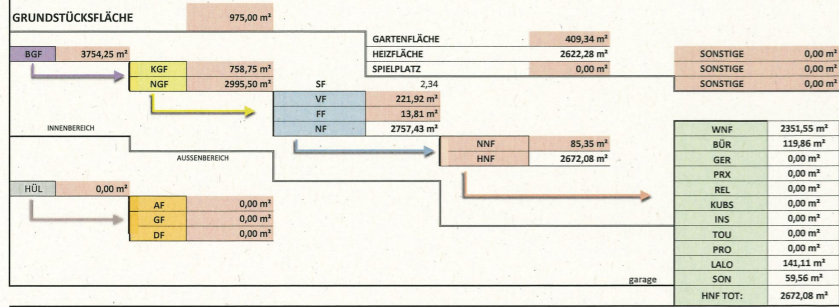 GRUNDSTÜCKSFLÄCHE 975,00 m²
GARTENFLÄCHE 409,34 m²
HEIZFLÄCHE 2622,28 m²
SPIELPLATZ 0,00 m²
SONSTIGE 0,00 m²
SONSTIGE 0,00 m²
SONSTIGE 0,00 m²
BGF 3754,25 m²
KGF 758,75 m²
NGF 2995,50 m²
SF 2,34
VF 221,92 m²
FF 13,81 m²
NF 2757,43 m²
NNF 85,35 m²
HNF 2672,08 m²
INNENBEREICH
AUSSENBEREICH
HÜL 0,00 m²
AF 0,00 m²
GF 0,00 m²
DF 0,00 m²
WNF 2351,55 m²
BÜR 119,86 m²
GER 0,00 m²
PRX 0,00 m²
REL 0,00 m²
KUBS 0,00 m²
INS 0,00 m²
TOU 0,00 m²
PRO 0,00 m²
LALO 141,11 m²
garage SON 59,56 m²
HNF TOT: 2672,08 m²